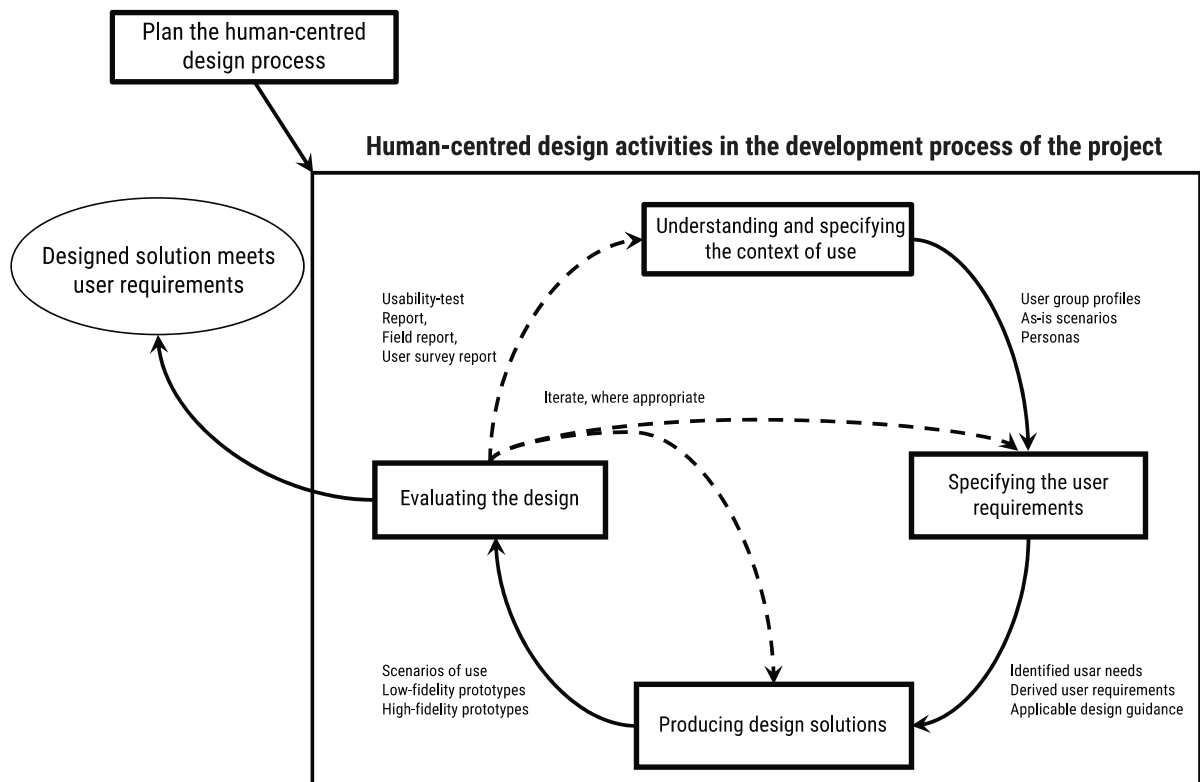 Plan the human-centred
design process
Human-centred design activities in the development process of the project
Designed solution meets
user requirements
Understanding and specifying
the context of use
Usability-test
Report,
Field report,
User survey report
User group profiles
As-is scenarios
Personas
Iterate, where appropriate
Evaluating the design
Specifying the user
requirements
Scenarios of use
Low-fidelity prototypes
High-fidelity prototypes
Identified usar needs
Derived user requirements
Applicable design guidance
Producing design solutions